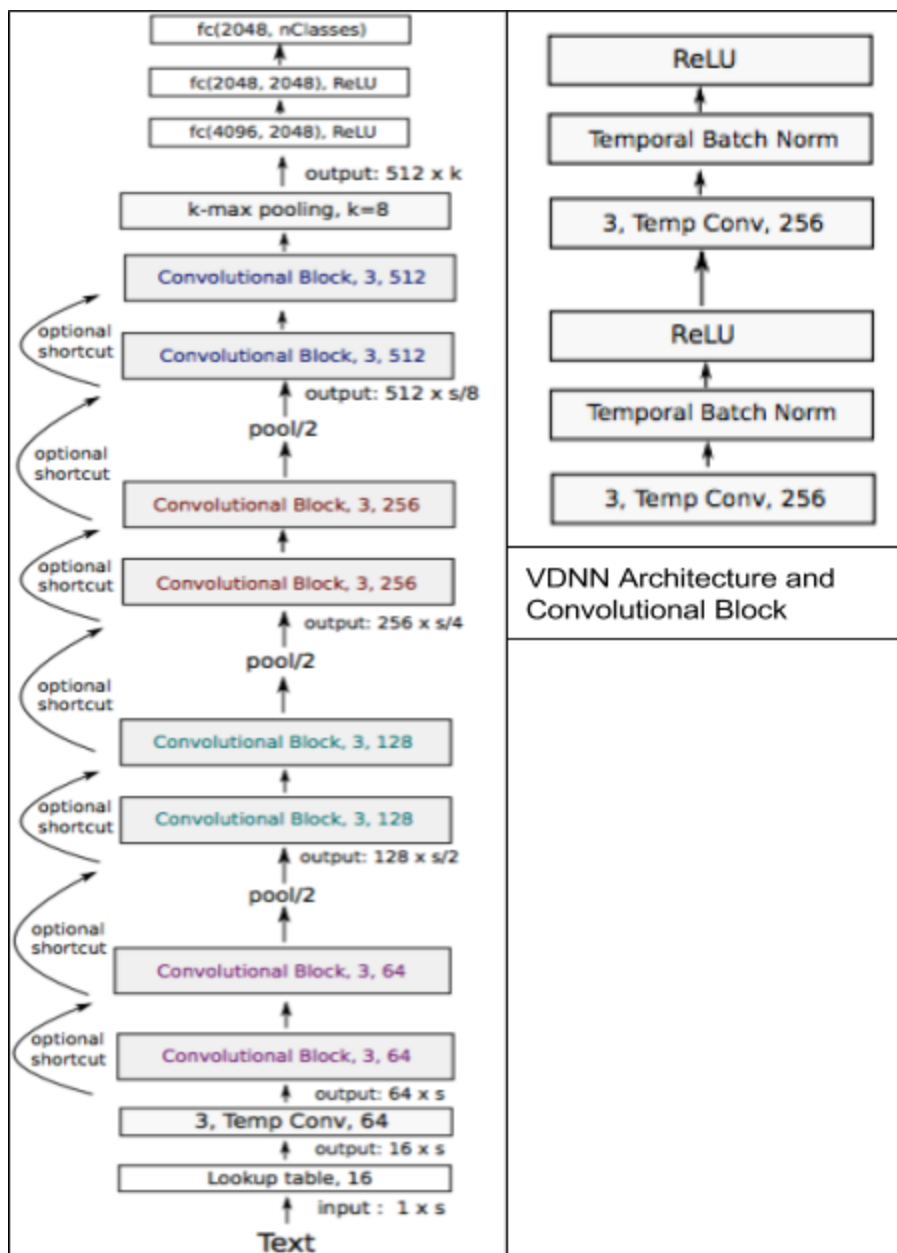 fc(2048, nClasses)
fc(2048, 2048), ReLU
fc(4096, 2048), ReLU
output: 512 x k
k-max pooling, k=8
Convolutional Block, 3, 512
optional
shortcut
Convolutional Block, 3, 512
output: 512 x s/8
pool/2
optional
shortcut
Convolutional Block, 3, 256
optional
shortcut
Convolutional Block, 3, 256
output: 256 x s/4
pool/2
optional
shortcut
Convolutional Block, 3, 128
optional
shortcut
Convolutional Block, 3, 128
output: 128 x s/2
pool/2
optional
shortcut
Convolutional Block, 3, 64
optional
shortcut
Convolutional Block, 3, 64
output: 64 x s
3, Temp Conv, 64
output: 16 x s
Lookup table, 16
input : 1 x s
Text
ReLU
Temporal Batch Norm
3, Temp Conv, 256
ReLU
Temporal Batch Norm
3, Temp Conv, 256
VDNN Architecture and
Convolutional Block